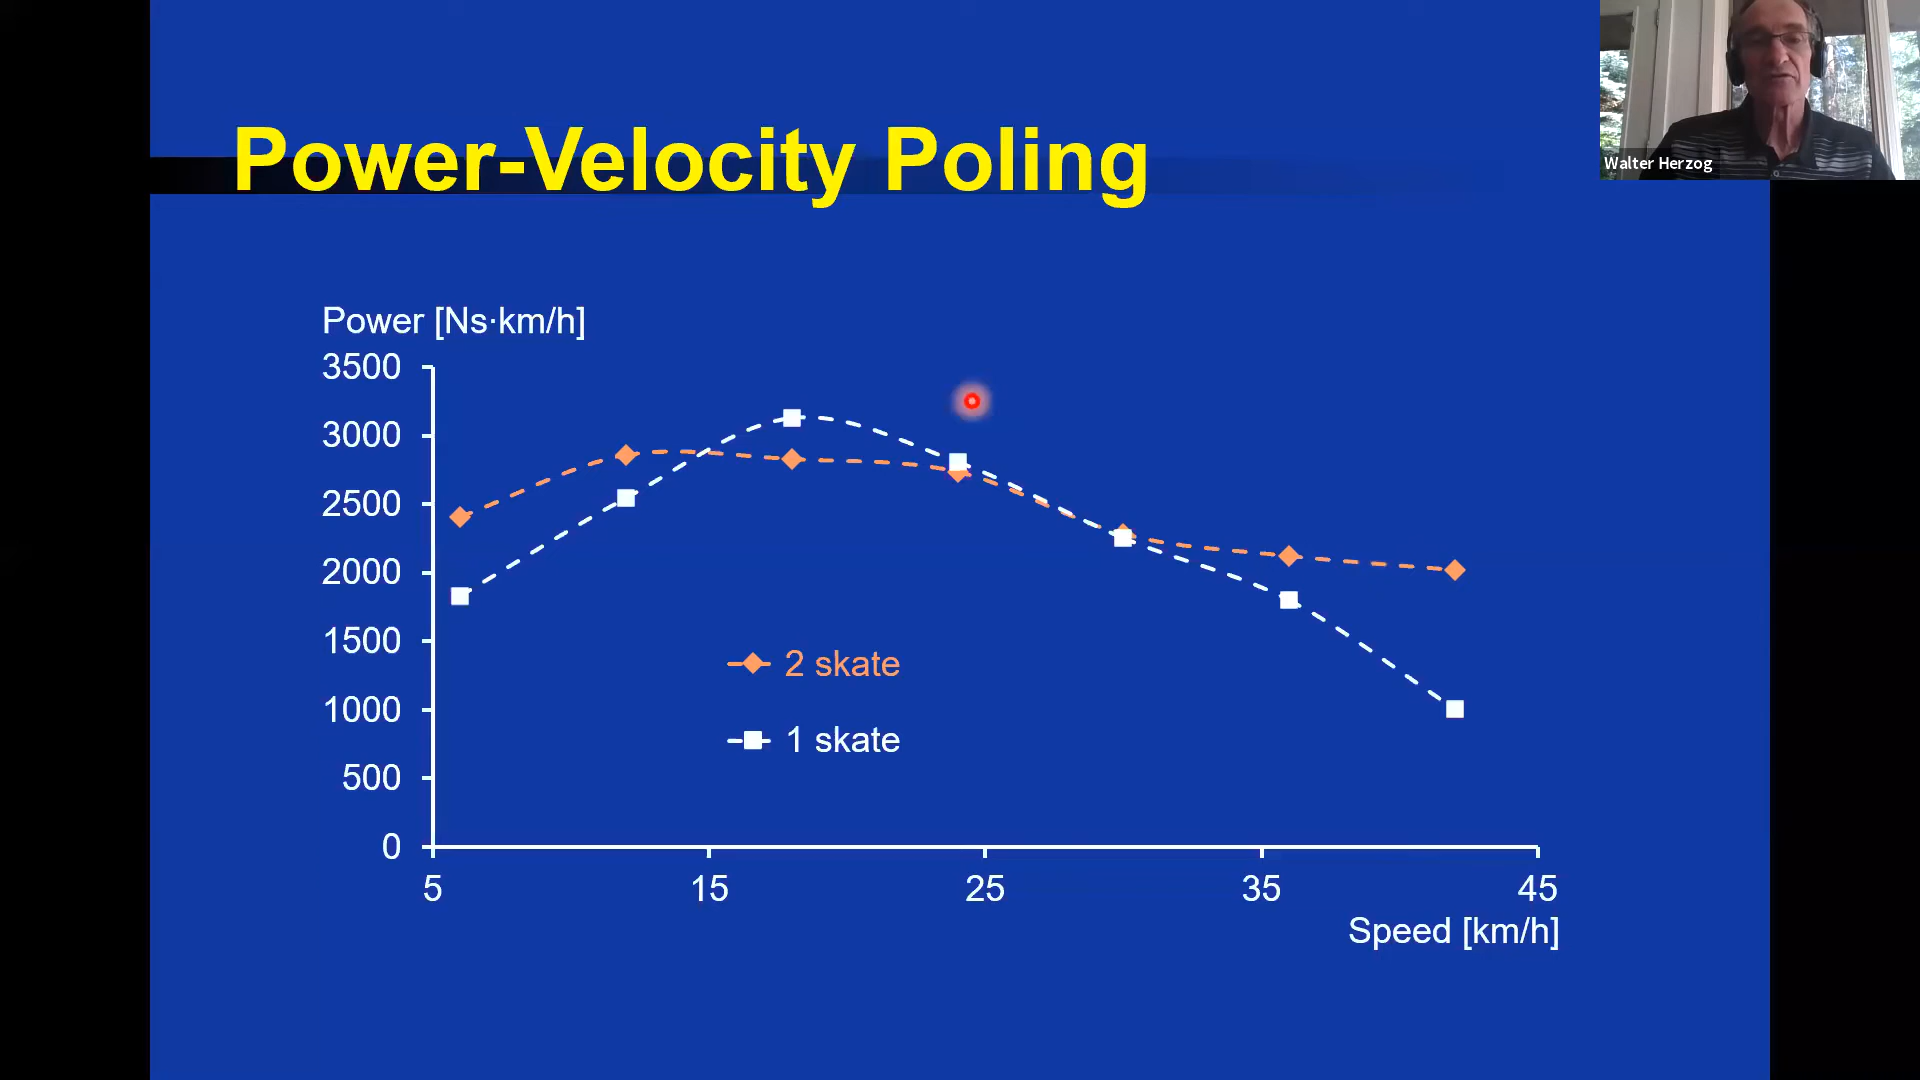 Power-Velocity Poling
Walter Herzog
Power [Ns·km/h]
3500
3000
2500
2000
1500
1000
500
0
2 skate
1 skate
5 15 25 35 45
Speed [km/h]